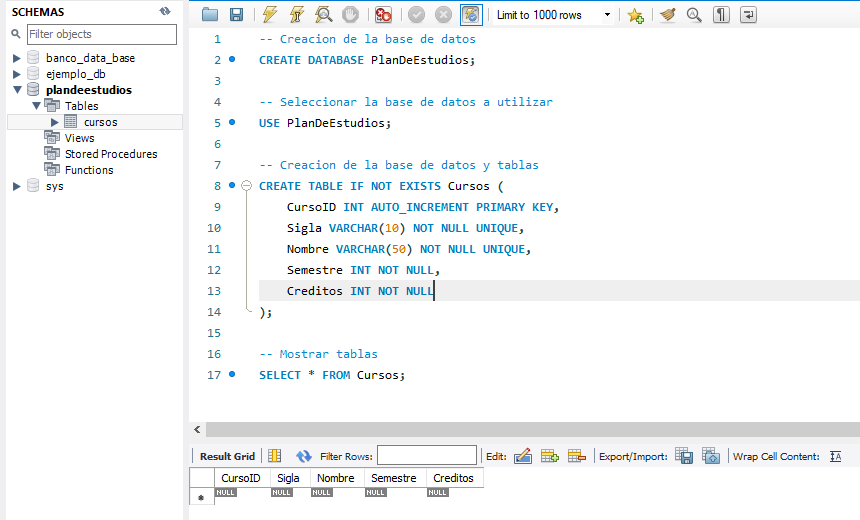 SCHEMAS
Filter objects
banco_data_base
ejemplo_db
plandeestudios
Tables
cursos
Views
Stored Procedures
Functions
sys
Limit to 1000 rows
1 -- Creacion de la base de datos
2 CREATE DATABASE PlanDeEstudios;
3
4 -- Seleccionar la base de datos a utilizar
5 USE PlanDeEstudios;
6
7 -- Creacion de la base de datos y tablas
8 CREATE TABLE IF NOT EXISTS Cursos (
9 CursoID INT AUTO_INCREMENT PRIMARY KEY,
10 Sigla VARCHAR(10) NOT NULL UNIQUE,
11 Nombre VARCHAR(50) NOT NULL UNIQUE,
12 Semestre INT NOT NULL,
13 Creditos INT NOT NULL
14 );
15
16 -- Mostrar tablas
17 SELECT * FROM Cursos;
Result Grid Filter Rows: Edit: Export/Import: Wrap Cell Content:
CursoID Sigla Nombre Semestre Creditos
* NULL NULL NULL NULL NULL